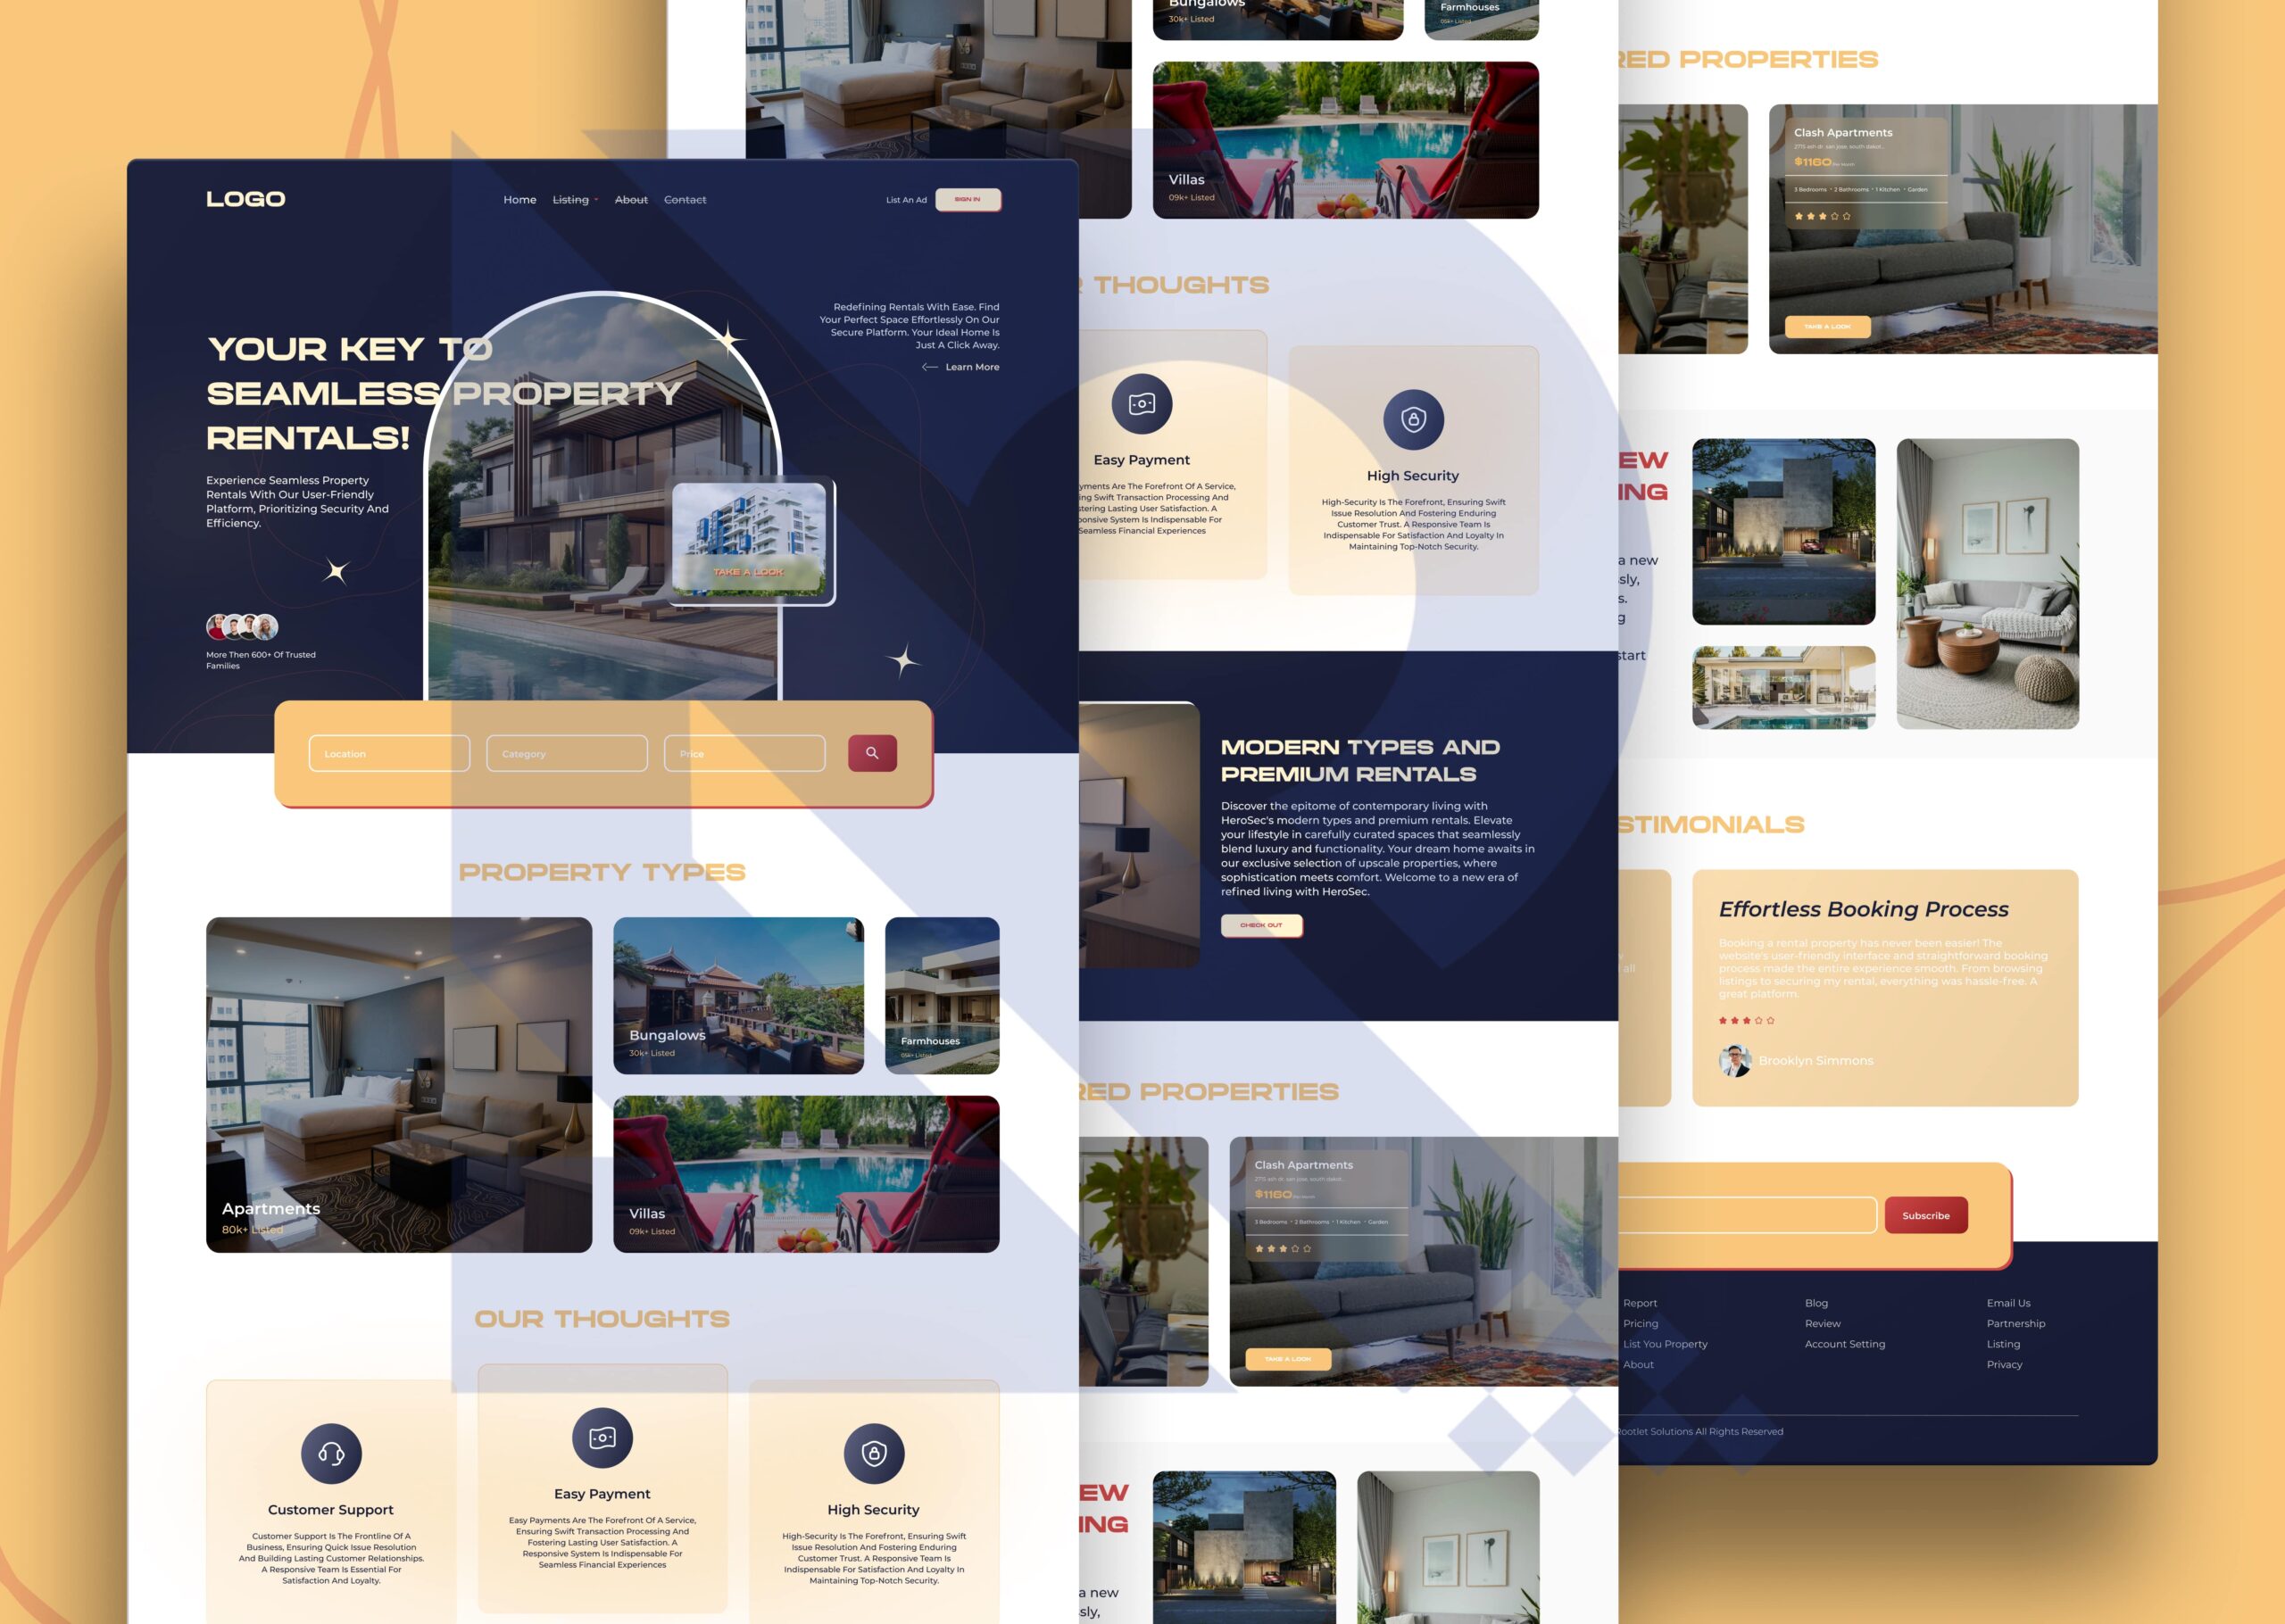 LOGO
Home Listing About Contact
List An Ad SIGN IN
YOUR KEY TO
SEAMLESS PROPERTY
RENTALS!
Experience Seamless Property
Rentals With Our User-Friendly
Platform, Prioritizing Security And
Efficiency.
More Then 600+ Of Trusted
Families
Redefining Rentals With Ease. Find
Your Perfect Space Effortlessly On Our
Secure Platform. Your Ideal Home Is
Just A Click Away.
Learn More
TAKE A LOOK
Location
Category
Price
PROPERTY TYPES
Apartments
80k+ Listed
Bungalows
30k+ Listed
Farmhouses
Villas
09k+ Listed
OUR THOUGHTS
Customer Support
Customer Support Is The Frontline Of A
Business, Ensuring Quick Issue Resolution
And Building Lasting Customer Relationships.
A Responsive Team Is Essential For
Satisfaction And Loyalty.
Easy Payment
Easy Payments Are The Forefront Of A Service,
Ensuring Swift Transaction Processing And
Fostering Lasting User Satisfaction. A
Responsive System Is Indispensable For
Seamless Financial Experiences
High Security
High-Security Is The Forefront, Ensuring Swift
Issue Resolution And Fostering Enduring
Customer Trust. A Responsive Team Is
Indispensable For Satisfaction And Loyalty In
Maintaining Top-Notch Security.
Bungalows
30k+ Listed
Farmhouses
Villas
09k+ Listed
THOUGHTS
Easy Payment
yments Are The Forefront Of A Service,
ing Swift Transaction Processing And
stering Lasting User Satisfaction. A
ponsive System Is Indispensable For
Seamless Financial Experiences
High Security
High-Security Is The Forefront, Ensuring Swift
Issue Resolution And Fostering Enduring
Customer Trust. A Responsive Team Is
Indispensable For Satisfaction And Loyalty In
Maintaining Top-Notch Security.
MODERN TYPES AND
PREMIUM RENTALS
Discover the epitome of contemporary living with
HeroSec's modern types and premium rentals. Elevate
your lifestyle in carefully curated spaces that seamlessly
blend luxury and functionality. Your dream home awaits in
our exclusive selection of upscale properties, where
sophistication meets comfort. Welcome to a new era of
refined living with HeroSec.
CHECK OUT
RED PROPERTIES
Clash Apartments
2715 ash dr. san jose, south dakot..
$1160
3 Bedrooms • 2 Bathrooms • 1 Kitchen • Garden
TAKE A LOOK
EW
ING
a new
sly,
RED PROPERTIES
Clash Apartments
2715 ash dr. san jose, south dakot..
$1160
3 Bedrooms • 2 Bathrooms • 1 Kitchen • Garden
TAKE A LOOK
EW
ING
a new
sly,
s.
g
start
STIMONIALS
all
Effortless Booking Process
Booking a rental property has never been easier! The
website's user-friendly interface and straightforward booking
process made the entire experience smooth. From browsing
listings to securing my rental, everything was hassle-free. A
great platform.
Brooklyn Simmons
Subscribe
Report
Pricing
List You Property
About
Blog
Review
Account Setting
Email Us
Partnership
Listing
Privacy
Rootlet Solutions All Rights Reserved